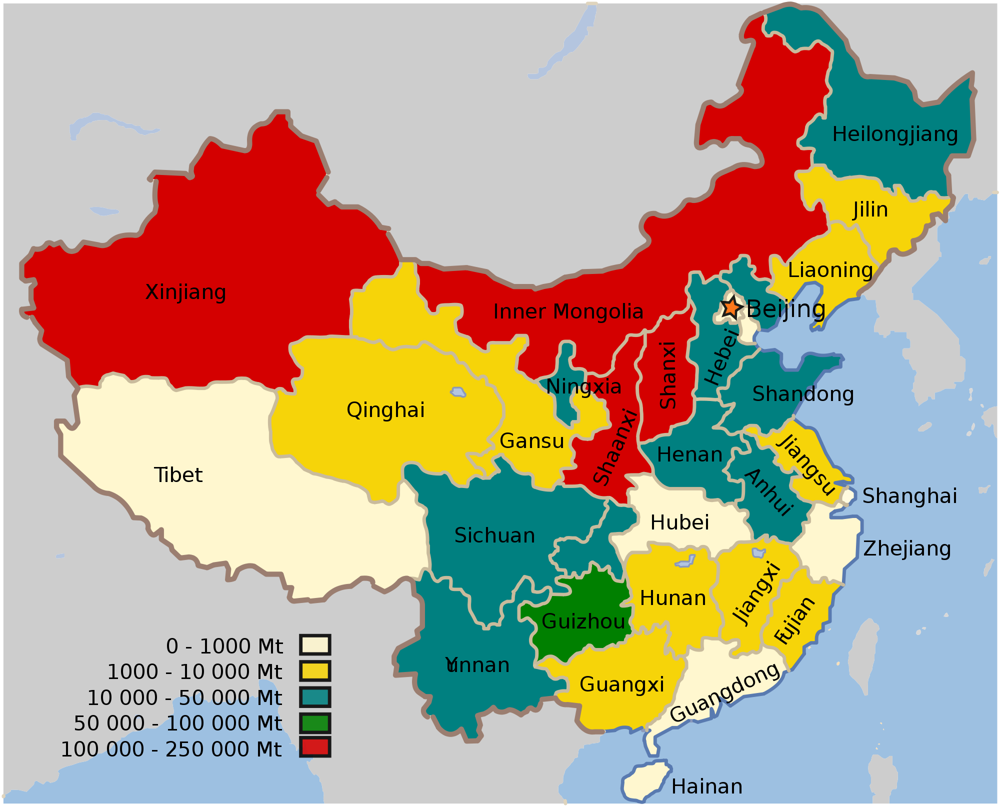 Heilongjiang
Jilin
Liaoning
Xinjiang
Inner Mongolia
Beijing
Hebei
Shanxi
Ningxia
Shandong
Qinghai
Gansu
Shaanxi
Henan
Jiangsu
Tibet
Anhui
Shanghai
Hubei
Sichuan
Zhejiang
Hunan
Jiangxi
Fujian
Guizhou
Yunnan
Guangxi
Guangdong
Hainan
0 - 1000 Mt
1000 - 10 000 Mt
10 000 - 50 000 Mt
50 000 - 100 000 Mt
100 000 - 250 000 Mt